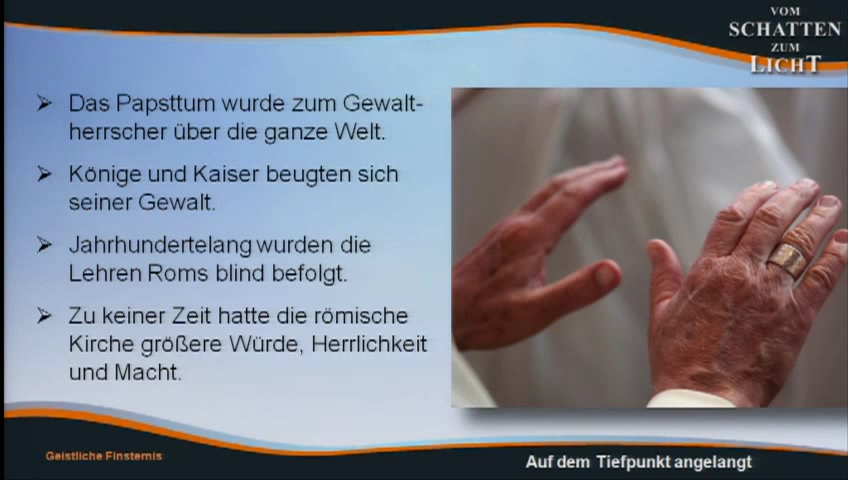 VOM
SCHATTEN
ZUM
LICHT
➢ Das Papsttum wurde zum Gewalt-
herrscher über die ganze Welt.
➢ Könige und Kaiser beugten sich
seiner Gewalt.
➢ Jahrhundertelang wurden die
Lehren Roms blind befolgt.
➢ Zu keiner Zeit hatte die römische
Kirche größere Würde, Herrlichkeit
und Macht.
Geistliche Finsternis
Auf dem Tiefpunkt angelangt